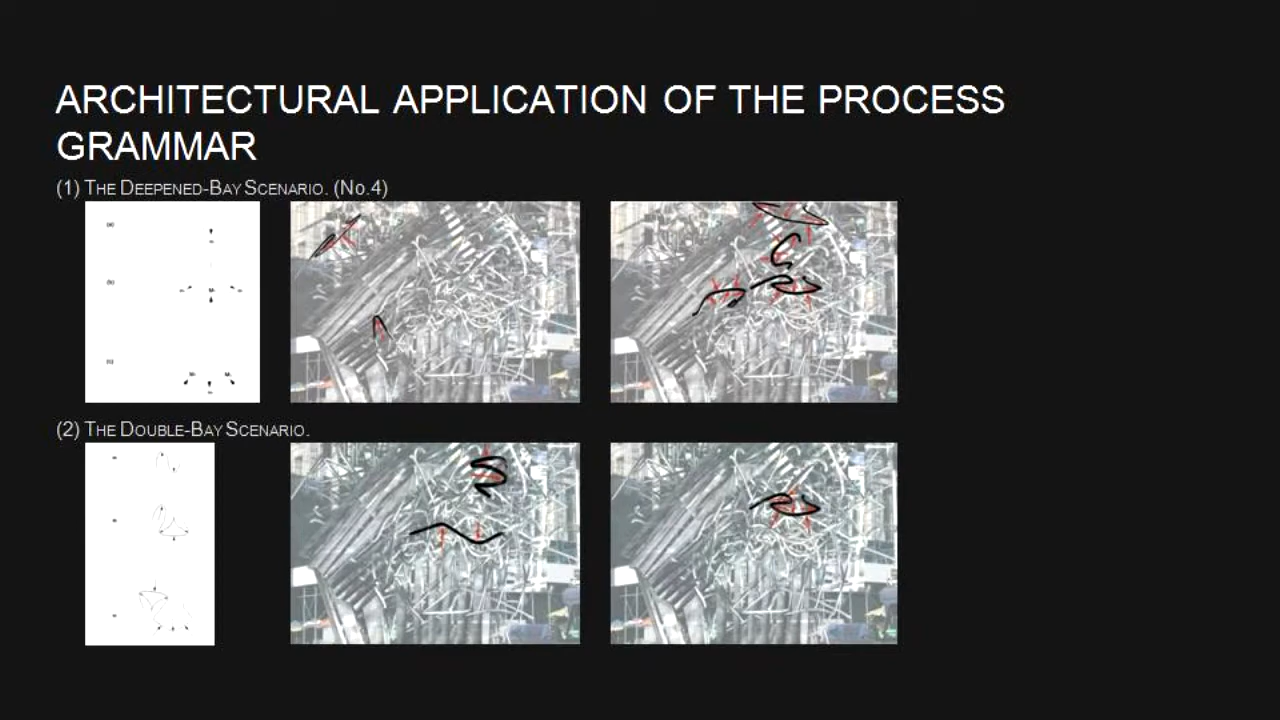 ARCHITECTURAL APPLICATION OF THE PROCESS
GRAMMAR
(1) THE DEEPENED-BAY SCENARIO. (NO.4)
(a)
(b)
(c)
(2) THE DOUBLE-BAY SCENARIO.